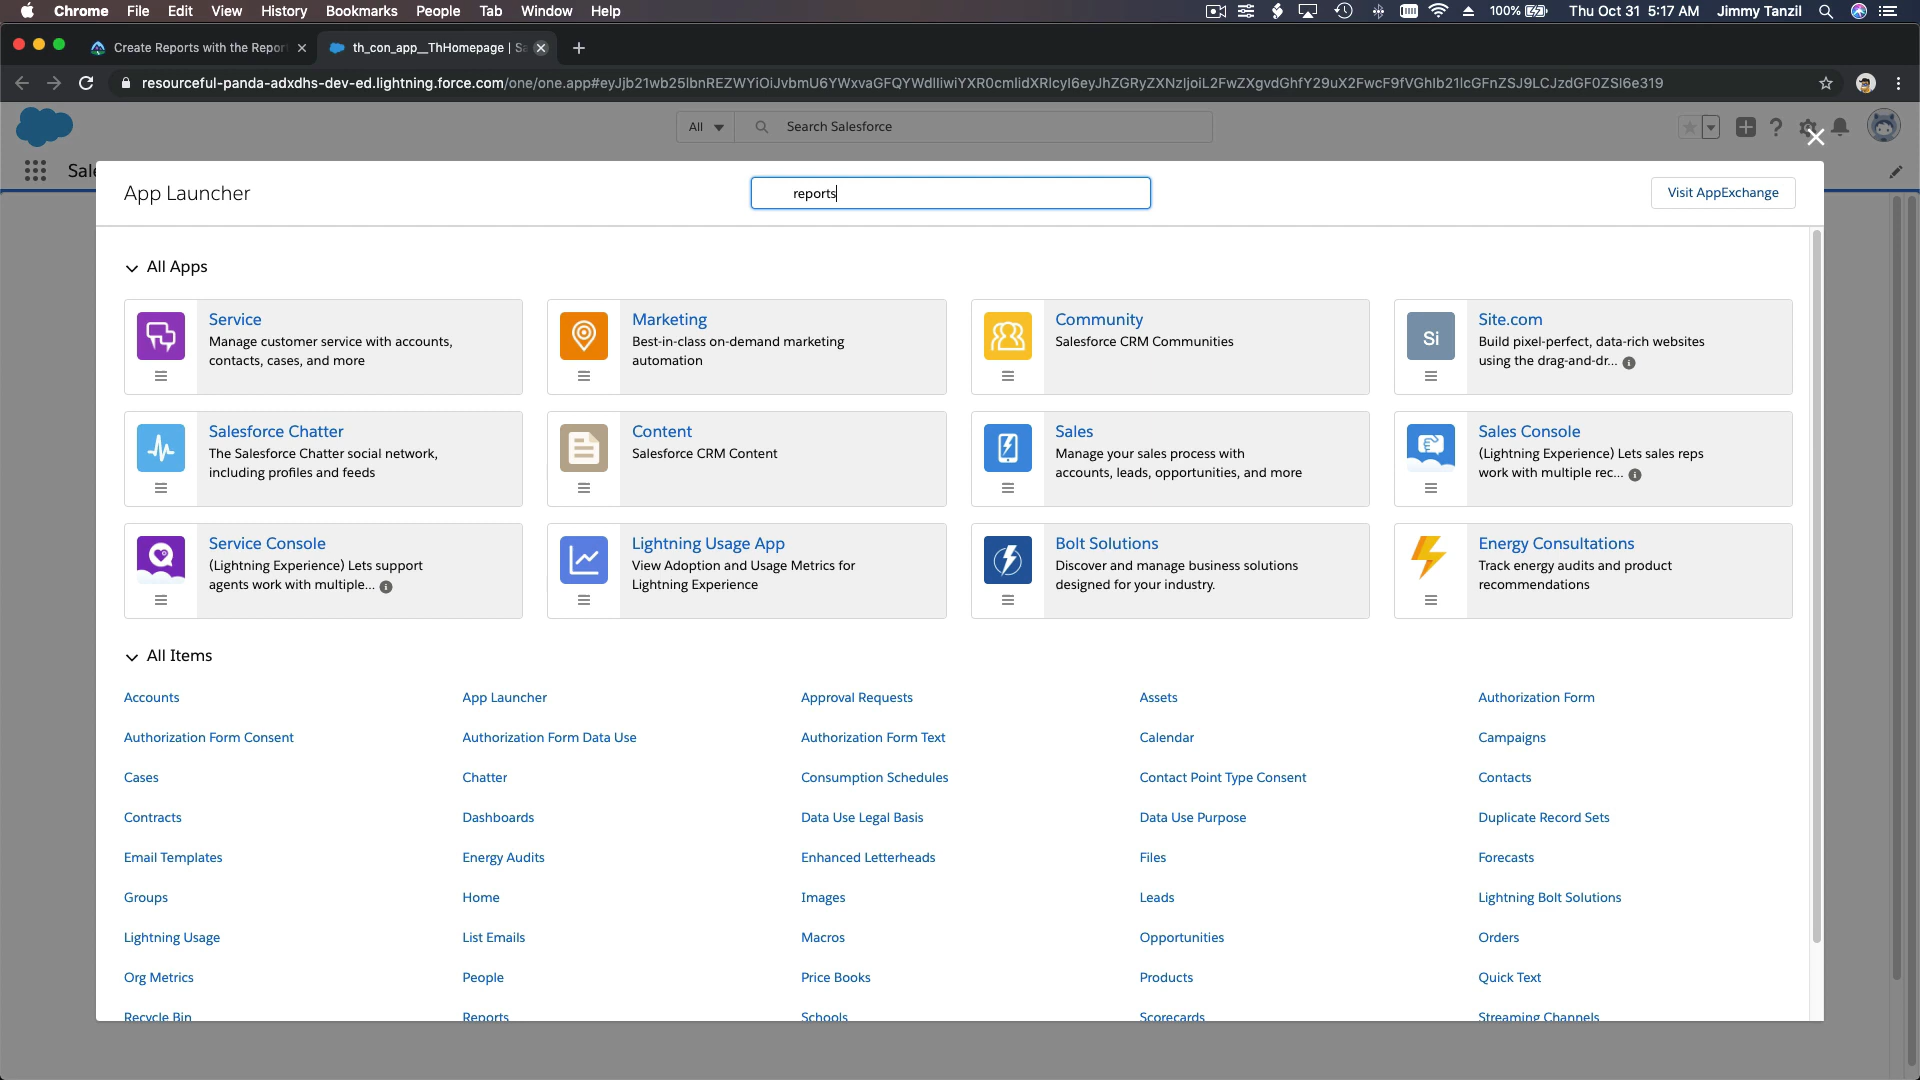 Chrome File Edit View History Bookmarks People Tab Window Help 100% Thu Oct 31 5:17 AM Jimmy Tanzil
Create Reports with the Repor
th_con_app__ThHomepage | Sa
All Search Salesforce
Sale
App Launcher
reports
Visit AppExchange
All Apps
Service
Manage customer service with accounts,
contacts, cases, and more
Marketing
Best-in-class on-demand marketing
automation
Community
Salesforce CRM Communities
Si
Site.com
Build pixel-perfect, data-rich websites
using the drag-and-dr...
Salesforce Chatter
The Salesforce Chatter social network,
including profiles and feeds
Content
Salesforce CRM Content
Sales
Manage your sales process with
accounts, leads, opportunities, and more
Sales Console
(Lightning Experience) Lets sales reps
work with multiple rec...
Service Console
(Lightning Experience) Lets support
agents work with multiple...
Lightning Usage App
View Adoption and Usage Metrics for
Lightning Experience
Bolt Solutions
Discover and manage business solutions
designed for your industry.
Energy Consultations
Track energy audits and product
recommendations
All Items
Accounts App Launcher Approval Requests Assets Authorization Form
Authorization Form Consent Authorization Form Data Use Authorization Form Text Calendar Campaigns
Cases Chatter Consumption Schedules Contact Point Type Consent Contacts
Contracts Dashboards Data Use Legal Basis Data Use Purpose Duplicate Record Sets
Email Templates Energy Audits Enhanced Letterheads Files Forecasts
Groups Home Images Leads Lightning Bolt Solutions
Lightning Usage List Emails Macros Opportunities Orders
Org Metrics People Price Books Products Quick Text
Recycle Bin Reports Schools Scorecards Streaming Channels